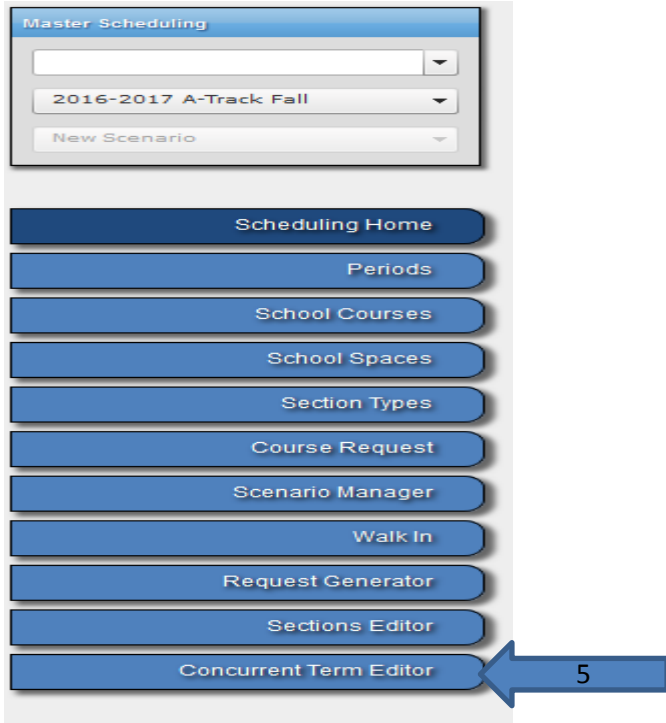 Master Scheduling
2016-2017 A-Track Fall
New Scenario
Scheduling Home
Periods
School Courses
School Spaces
Section Types
Course Request
Scenario Manager
Walk In
Request Generator
Sections Editor
Concurrent Term Editor
5